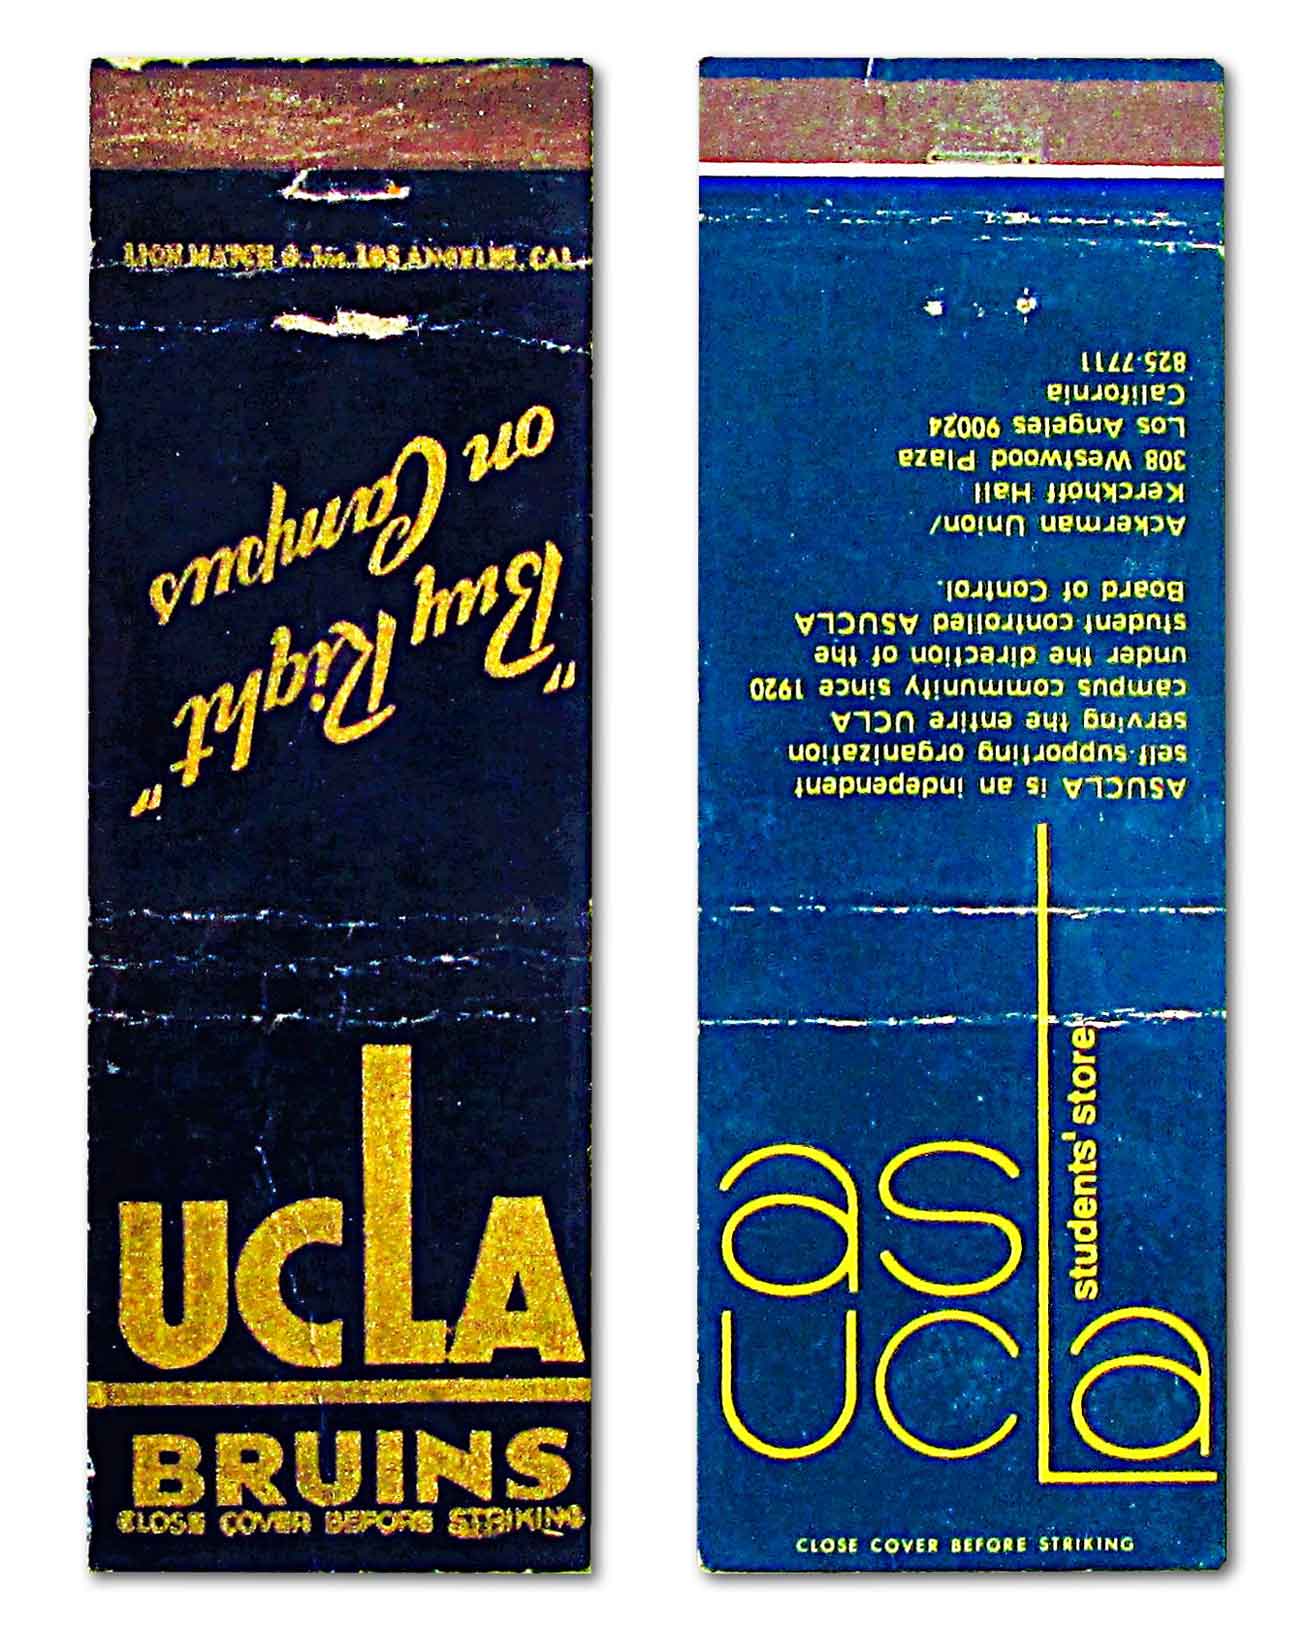 LION MATCH CO., Inc. LOS ANGELES, CAL.
"Buy Right"
on Campus
UCLA
BRUINS
CLOSE COVER BEFORE STRIKING
ASUCLA is an independent
self-supporting organization
serving the entire UCLA
campus community since 1920
under the direction of the
student controlled ASUCLA
Board of Control.
Ackerman Union/
Kerckhoff Hall
308 Westwood Plaza
Los Angeles 90024
California
825-7711
students' store
as
ucla
CLOSE COVER BEFORE STRIKING